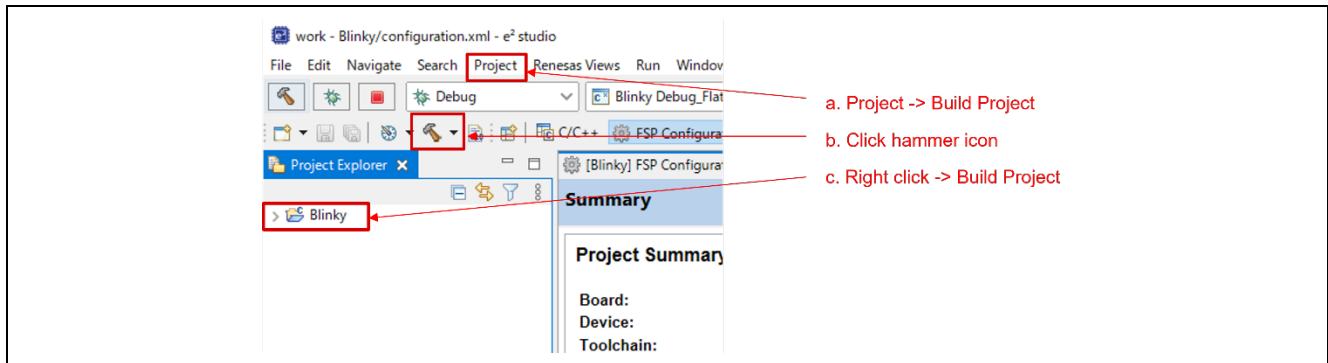 work - Blinky/configuration.xml - e² studio
File Edit Navigate Search Project Renesas Views Run Window
Debug
Blinky Debug_Flat
C/C++
FSP Configura
Project Explorer
[Blinky] FSP Configurat
Blinky
Summary
Project Summary
Board:
Device:
Toolchain:
a. Project -> Build Project
b. Click hammer icon
c. Right click -> Build Project